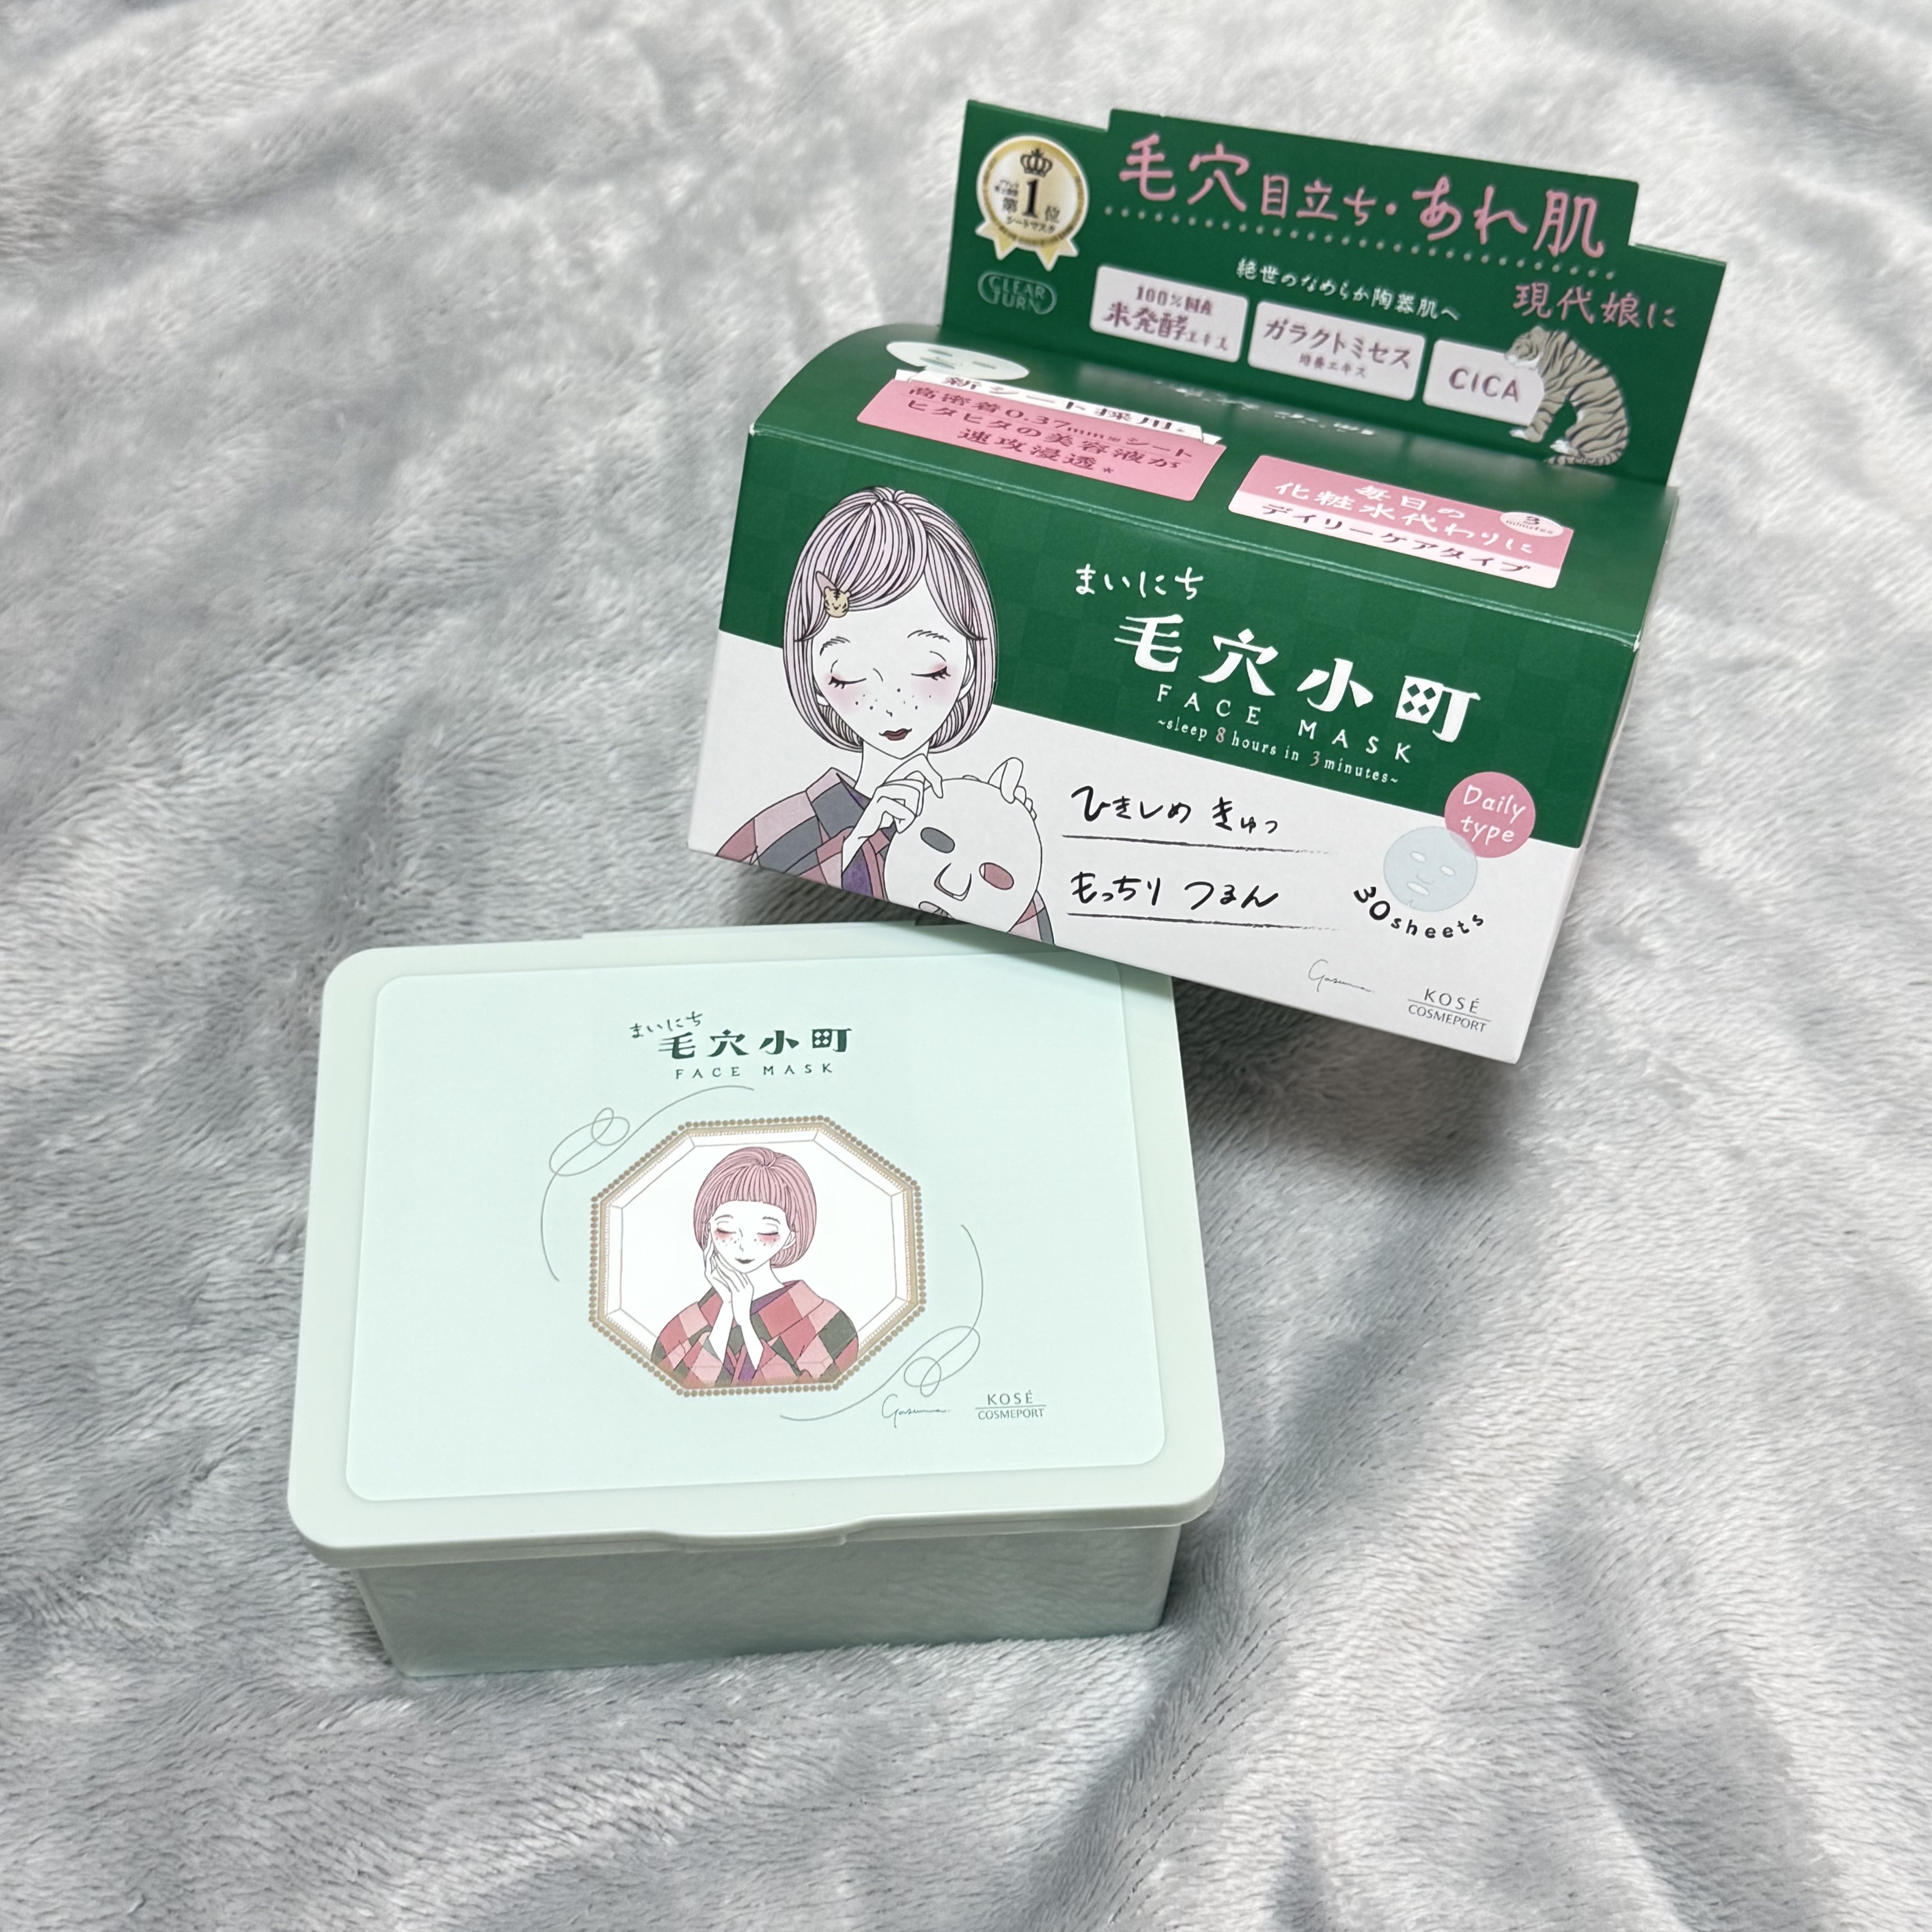 第1位
シートマスク
CLEAR
TURN
毛穴目立ち・あれ肌
現代娘に
絶世のなめらか陶器肌へ
100%国産
米発酵エキス
ガラクトミセス
培養エキス
CICA
新シート採用
高密着0.37mm※シート
ヒタヒタの美容液が
速攻浸透*
毎日の
化粧水代わりに
3
minutes
デイリーケアタイプ
まいにち
毛穴小町
FACE MASK
~sleep 8 hours in 3 minutes~
ひきしめ きゅっ
もっちり つるん
Daily
type
30sheets
KOSÉ
COSMEPORT
まいにち
毛穴小町
FACE MASK
KOSÉ
COSMEPORT